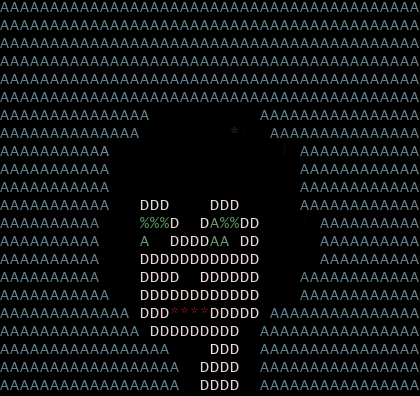 AAAAAAAAAAAAAAAAAAAAAAAAAAAAAAAAAAAAAAAAAA
AAAAAAAAAAAAAAAAAAAAAAAAAAAAAAAAAAAAAAAAAA
AAAAAAAAAAAAAAAAAAAAAAAAAAAAAAAAAAAAAAAAAA
AAAAAAAAAAAAAAAAAAAAAAAAAAAAAAAAAAAAAAAAAA
AAAAAAAAAAAAAAAAAAAAAAAAAAAAAAAAAAAAAAAAAA
AAAAAAAAAAAAAAAAAAAAAAAAAAAAAAAAAAAAAAAAAA
AAAAAAAAAAAAAAA           AAAAAAAAAAAAAAAA
AAAAAAAAAAAAAA         *   AAAAAAAAAAAAAAA
AAAAAAAAAAA                   AAAAAAAAAAAA
AAAAAAAAAAA                   AAAAAAAAAAAA
AAAAAAAAAAA                   AAAAAAAAAAAA
AAAAAAAAAAA   DDD    DDD      AAAAAAAAAAAA
AAAAAAAAAA    %%%D  DA%%DD      AAAAAAAAAA
AAAAAAAAAA    A  DDDDAA DD      AAAAAAAAAA
AAAAAAAAAA    DDDDDDDDDDDD      AAAAAAAAAA
AAAAAAAAAA    DDDD  DDDDDD    AAAAAAAAAAAA
AAAAAAAAAAA   DDDDDDDDDDDD    AAAAAAAAAAAA
AAAAAAAAAAAAA DDD****DDDDD AAAAAAAAAAAAAAA
AAAAAAAAAAAAAA DDDDDDDDD  AAAAAAAAAAAAAAAA
AAAAAAAAAAAAAAAAA    DDD  AAAAAAAAAAAAAAAA
AAAAAAAAAAAAAAAAAA  DDDD  AAAAAAAAAAAAAAAA
AAAAAAAAAAAAAAAAAA  DDDD  AAAAAAAAAAAAAAAA